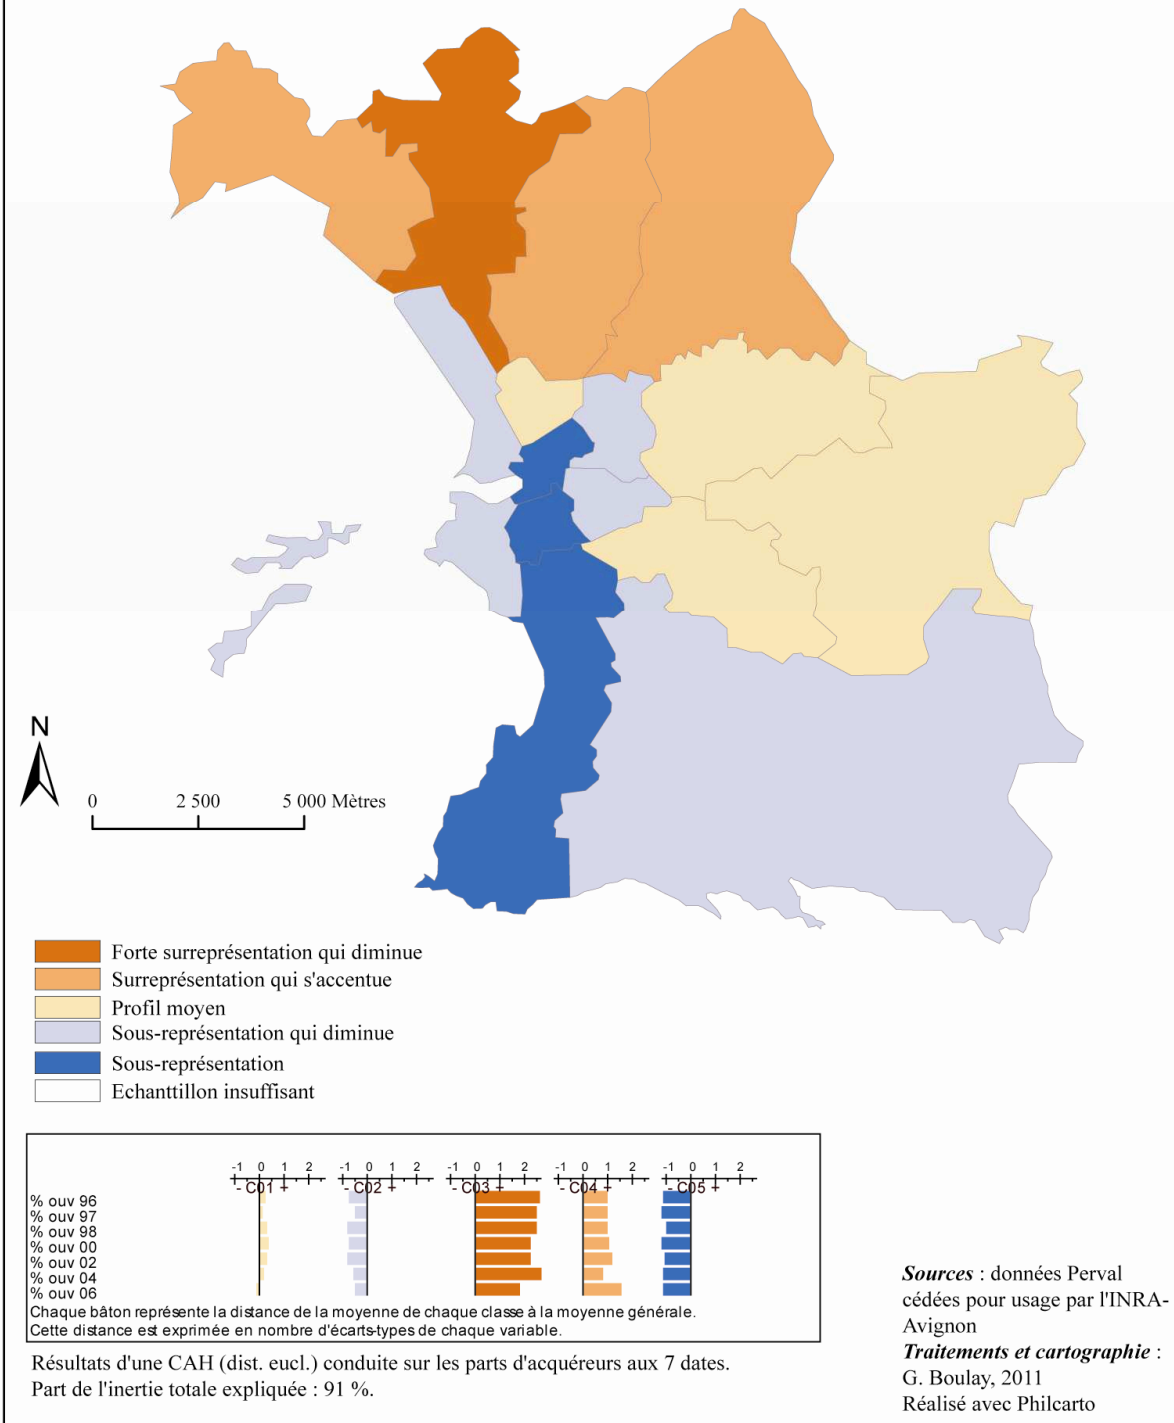 N
0 2 500 5 000 Mètres
Forte surreprésentation qui diminue
Surreprésentation qui s'accentue
Profil moyen
Sous-représentation qui diminue
Sous-représentation
Echanttillon insuffisant
-1 0 1 2 -1 0 1 2 -1 0 1 2 -1 0 1 2 -1 0 1 2
- C01 + - C02 + - C03 + - C04 + - C05 +
% ouv 96
% ouv 97
% ouv 98
% ouv 00
% ouv 02
% ouv 04
% ouv 06
Chaque bâton représente la distance de la moyenne de chaque classe à la moyenne générale.
Cette distance est exprimée en nombre d'écarts-types de chaque variable.
Résultats d'une CAH (dist. eucl.) conduite sur les parts d'acquéreurs aux 7 dates.
Part de l'inertie totale expliquée : 91 %.
Sources : données Perval
cédées pour usage par l'INRA-
Avignon
Traitements et cartographie :
G. Boulay, 2011
Réalisé avec Philcarto